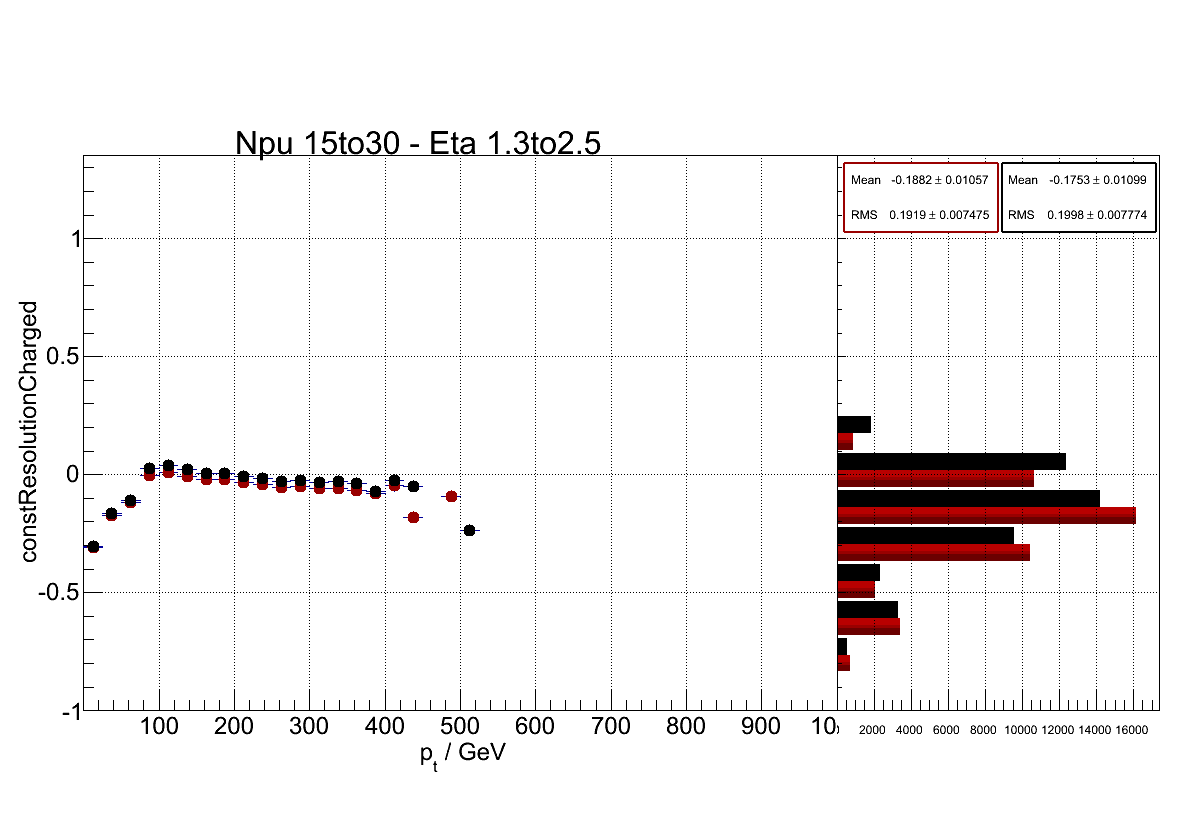 Npu 15to30 - Eta 1.3to2.5
Mean -0.1882 ± 0.01057
RMS 0.1919 ± 0.007475
Mean -0.1753 ± 0.01099
RMS 0.1998 ± 0.007774
constResolutionCharged
1
0.5
0
-0.5
-1
100 200 300 400 500 600 700 800 900 10
2000 4000 6000 8000 10000 12000 14000 16000
p_t / GeV